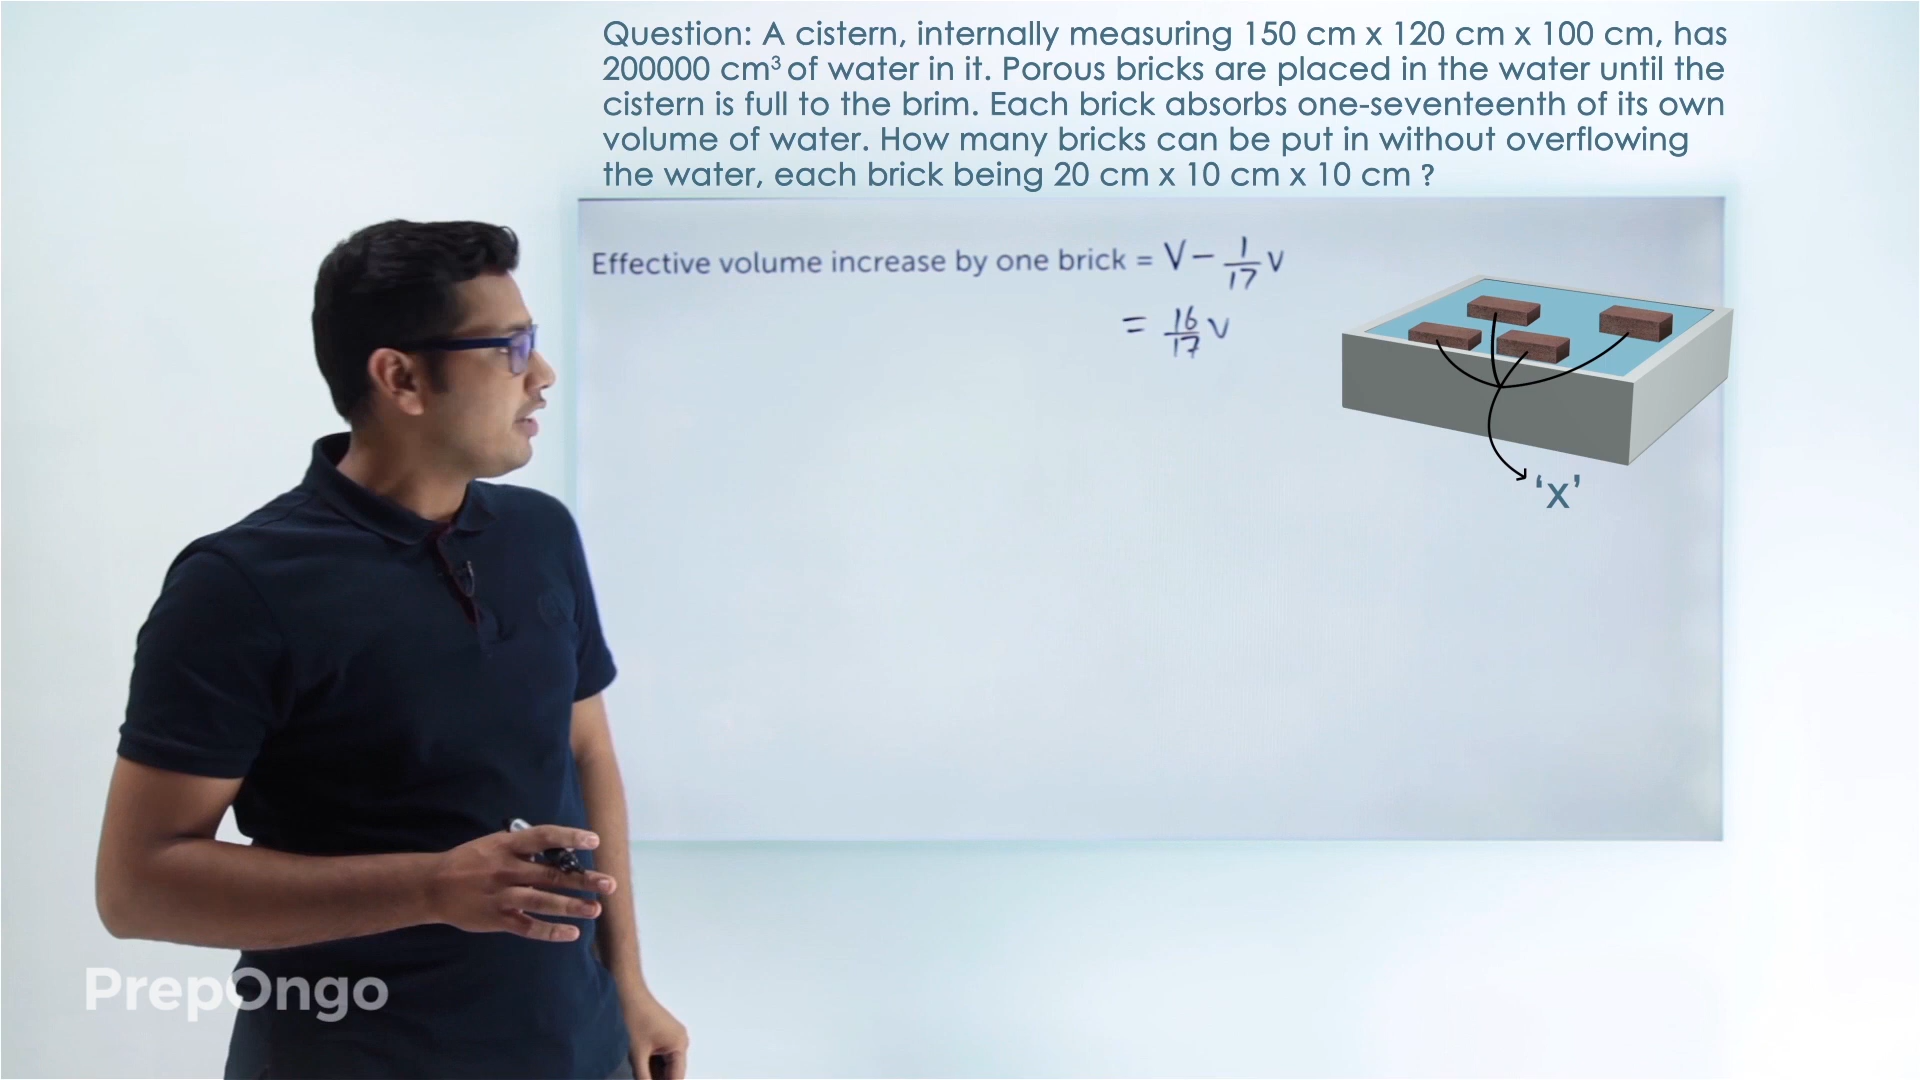 Question: A cistern, internally measuring 150 cm x 120 cm x 100 cm, has
200000 cm³ of water in it. Porous bricks are placed in the water until the
cistern is full to the brim. Each brick absorbs one-seventeenth of its own
volume of water. How many bricks can be put in without overflowing
the water, each brick being 20 cm x 10 cm x 10 cm ?
Effective volume increase by one brick = V - 1/17 V
= 16/17 V
'x'
PrepOngo